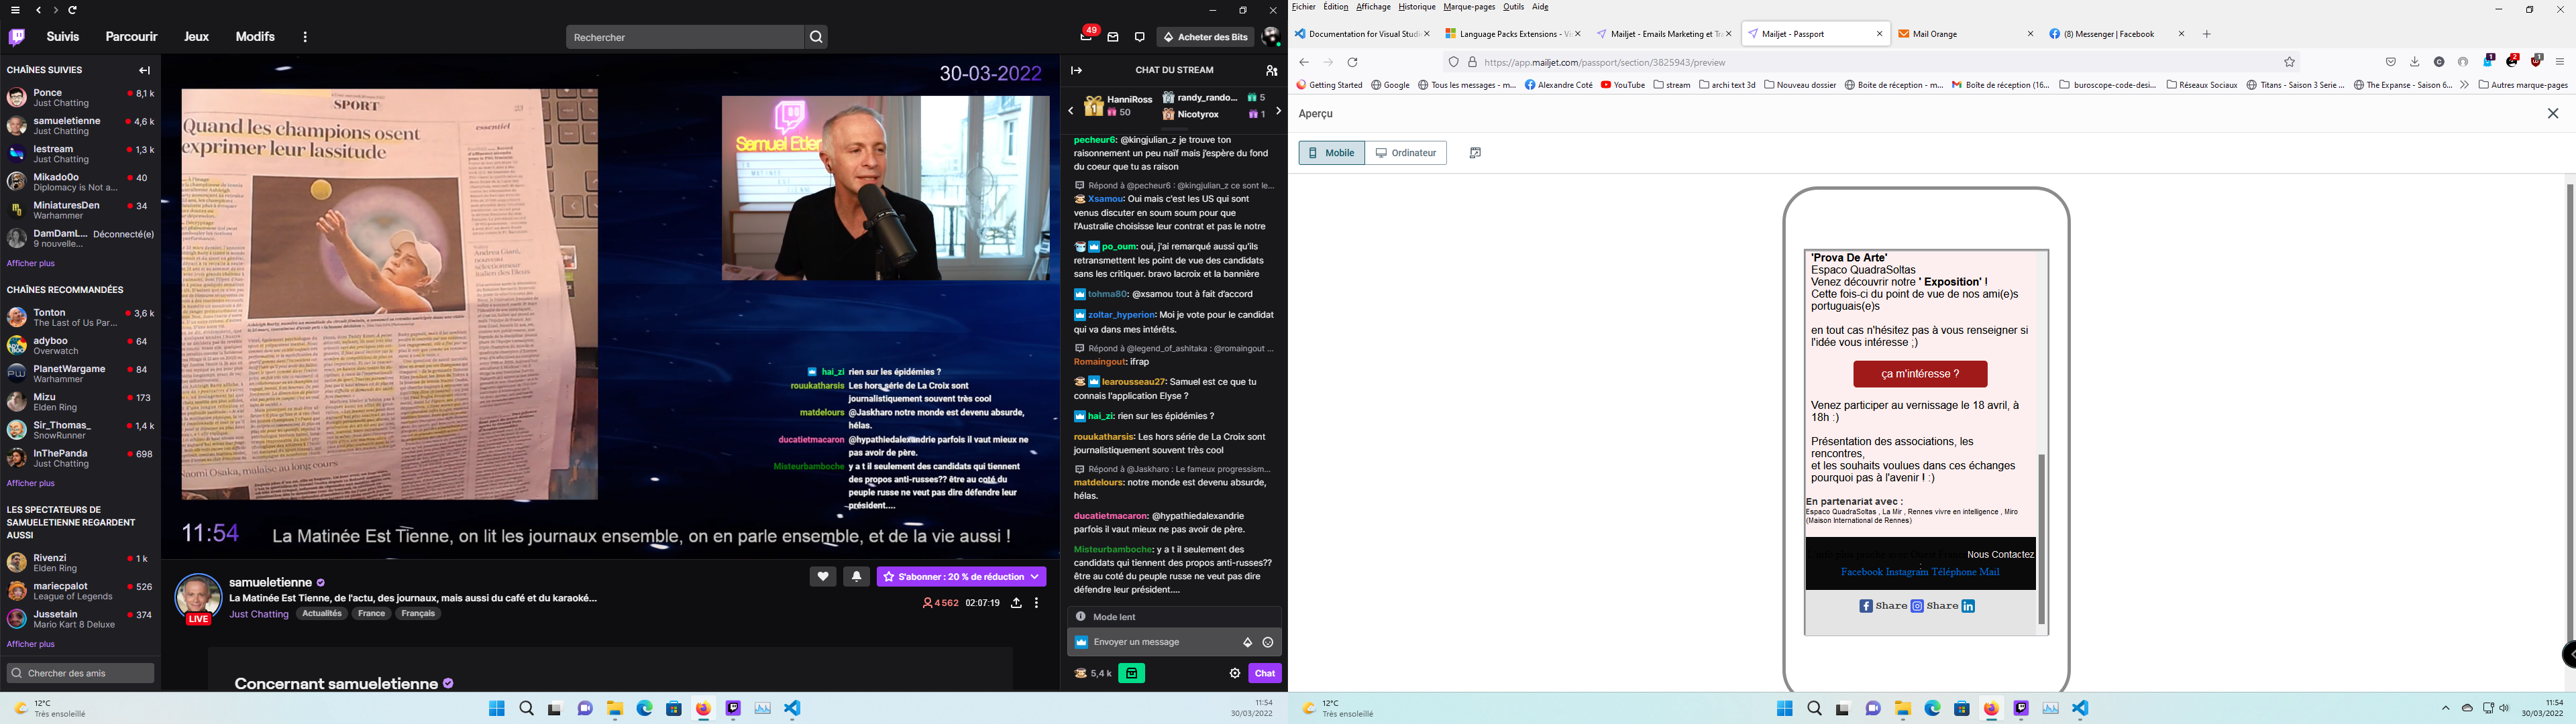 Suivis
Parcourir
Jeux
Modifs
Rechercher
49
Acheter des Bits
CHAÎNES SUIVIES
Ponce
8,1 k
Just Chatting
samueletienne
4,6 k
Just Chatting
lestream
1,3 k
Just Chatting
Mikado0o
40
Diplomacy is Not a...
MiniaturesDen
34
Warhammer
DamDamL...
Déconnecté(e)
9 nouvelle...
Afficher plus
CHAÎNES RECOMMANDÉES
Tonton
3,6 k
The Last of Us Par...
adyboo
64
Overwatch
PlanetWargame
84
Warhammer
Mizu
173
Elden Ring
Sir_Thomas_
1,4 k
SnowRunner
InThePanda
698
Just Chatting
Afficher plus
LES SPECTATEURS DE
SAMUELETIENNE REGARDENT
AUSSI
Rivenzi
1 k
Elden Ring
mariecpalot
526
League of Legends
Jussetain
374
Mario Kart 8 Deluxe
Afficher plus
Chercher des amis
30-03-2022
SPORT
Quand les champions osent
exprimer leur lassitude
essentiel
Naomi Osaka, malaise au long cours
hai_zi rien sur les épidémies ?
rouukatharsis Les hors série de La Croix sont
journalistiquement souvent très cool
matdelours @Jaskharo notre monde est devenu absurde,
hélas.
ducatietmacaron @hypathiedalexandrie parfois il vaut mieux ne
pas avoir de père.
Misteurbamboche y a t il seulement des candidats qui tiennent
des propos anti-russes?? être au coté du
peuple russe ne veut pas dire défendre leur
président....
11:54
La Matinée Est Tienne, on lit les journaux ensemble, on en parle ensemble, et de la vie aussi !
samueletienne
La Matinée Est Tienne, de l'actu, des journaux, mais aussi du café et du karaoké...
Just Chatting
Actualités
France
Français
LIVE
S'abonner : 20 % de réduction
4 562
02:07:19
Concernant samueletienne
CHAT DU STREAM
HanniRoss
50
randy_rando...
5
Nicotyrox
1
pecheur6: @kingjulian_z je trouve ton
raisonnement un peu naïf mais j'espère du fond
du coeur que tu as raison
Répond à @pecheur6 : @kingjulian_z ce sont le...
Xsamou: Oui mais c'est les US qui sont
venus discuter en soum soum pour que
l'Australie choisisse leur contrat et pas le notre
po_oum: oui, j'ai remarqué aussi qu'ils
retransmettent les point de vue des candidats
sans les critiquer. bravo lacroix et la bannière
tohma80: @xsamou tout à fait d'accord
zoltar_hyperion: Moi je vote pour le candidat
qui va dans mes intérêts.
Répond à @legend_of_ashitaka : @romaingout ...
Romaingout: ifrap
learousseau27: Samuel est ce que tu
connais l'application Elyse ?
hai_zi: rien sur les épidémies ?
rouukatharsis: Les hors série de La Croix sont
journalistiquement souvent très cool
Répond à @Jaskharo : Le fameux progressism...
matdelours: notre monde est devenu absurde,
hélas.
ducatietmacaron: @hypathiedalexandrie
parfois il vaut mieux ne pas avoir de père.
Misteurbamboche: y a t il seulement des
candidats qui tiennent des propos anti-russes??
être au coté du peuple russe ne veut pas dire
défendre leur président....
Mode lent
Envoyer un message
5,4 k
Chat
12°C
Très ensoleillé
11:54
30/03/2022
Fichier Édition Affichage Historique Marque-pages Outils Aide
Documentation for Visual Studi
Language Packs Extensions - Vi
Mailjet - Emails Marketing et Tr
Mailjet - Passport
Mail Orange
(8) Messenger | Facebook
https://app.mailjet.com/passport/section/3825943/preview
Getting Started
Google
Tous les messages - m...
Alexandre Coté
YouTube
stream
archi text 3d
Nouveau dossier
Boite de réception - m...
Boîte de réception (16...
buroscope-code-desi...
Réseaux Sociaux
Titans - Saison 3 Serie ...
The Expanse - Saison 6...
Autres marque-pages
Aperçu
Mobile
Ordinateur
'Prova De Arte'
Espaco QuadraSoltas
Venez découvrir notre ' Exposition' !
Cette fois-ci du point de vue de nos ami(e)s
portuguais(e)s
en tout cas n'hésitez pas à vous renseigner si
l'idée vous intéresse ;)
ça m'intéresse ?
Venez participer au vernissage le 18 avril, à
18h :)
Présentation des associations, les
rencontres,
et les souhaits voulues dans ces échanges
pourquoi pas à l'avenir ! :)
En partenariat avec :
Espaco QuadraSoltas , La Mir , Rennes vivre en intelligence , Miro
(Maison International de Rennes)
Nous Contactez
:
Facebook Instagram Téléphone Mail
Share
Share
12°C
Très ensoleillé
11:54
30/03/2022